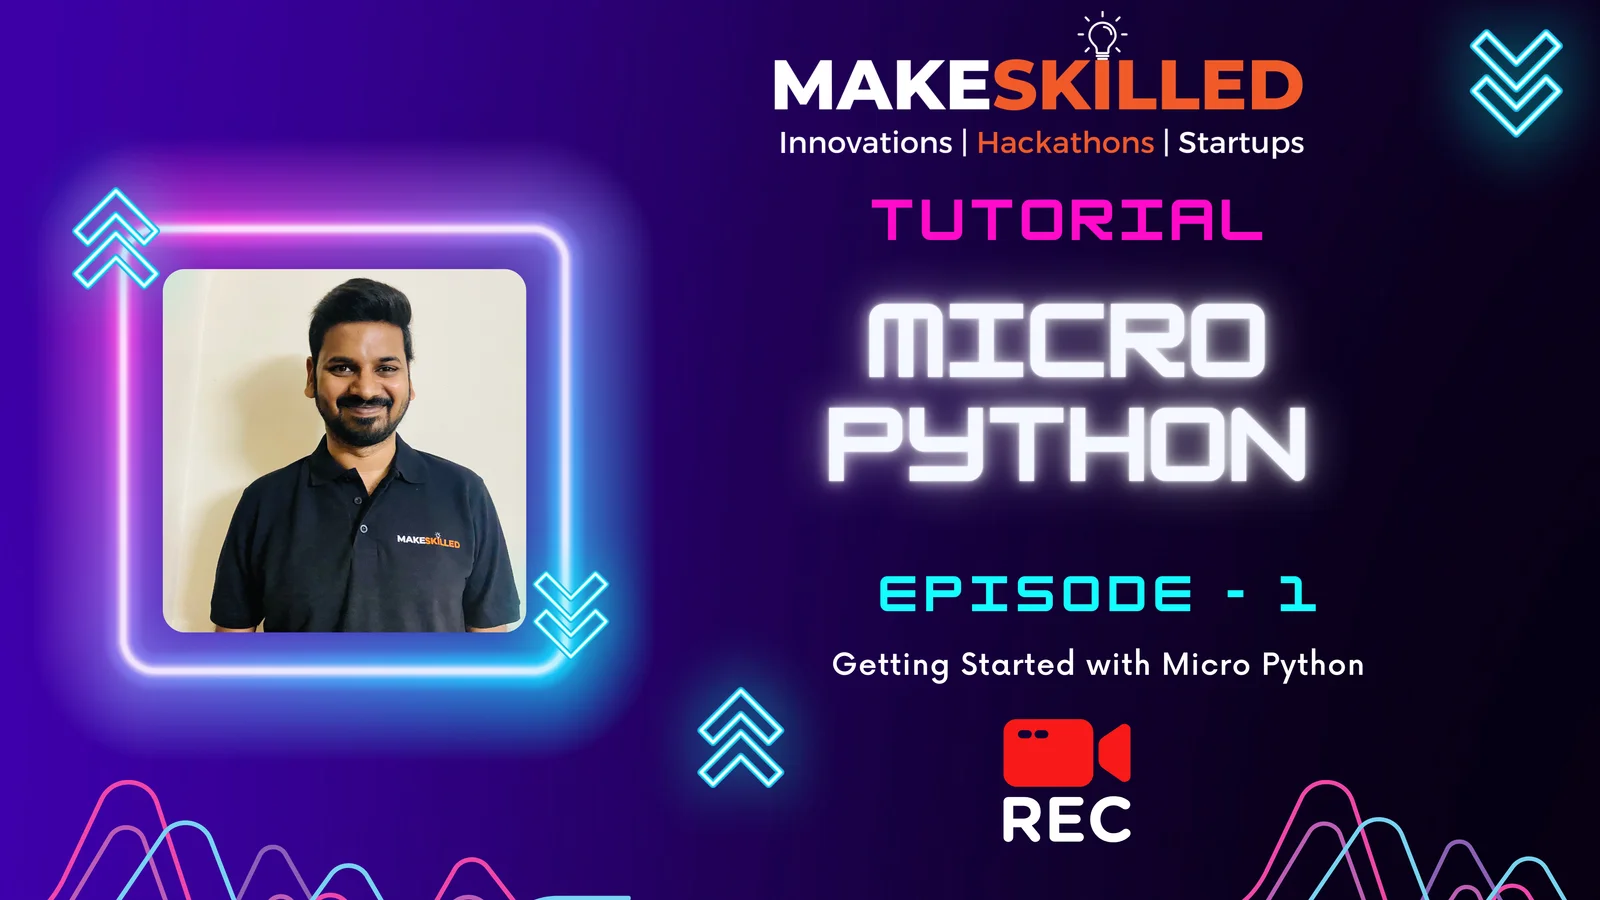 MAKESKILLED
Innovations | Hackathons | Startups
TUTORIAL
MICRO
PYTHON
MAKESKILLED
EPISODE - 1
Getting Started with Micro Python
REC